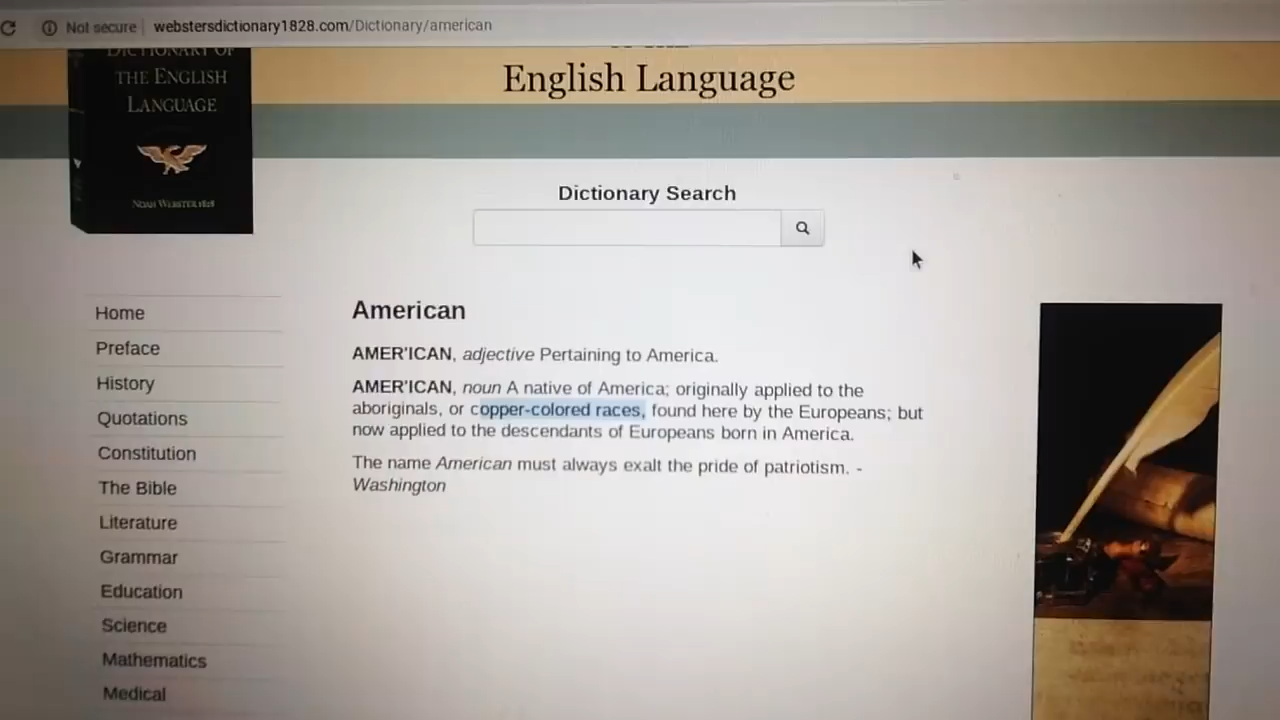 Not secure webstersdictionary1828.com/Dictionary/american
DICTIONARY OF
THE ENGLISH
LANGUAGE
NOAH WEBSTER 1828
English Language
Dictionary Search
Home
Preface
History
Quotations
Constitution
The Bible
Literature
Grammar
Education
Science
Mathematics
Medical
American
AMER'ICAN, adjective Pertaining to America.
AMER'ICAN, noun A native of America; originally applied to the
aboriginals, or copper-colored races, found here by the Europeans; but
now applied to the descendants of Europeans born in America.
The name American must always exalt the pride of patriotism. -
Washington